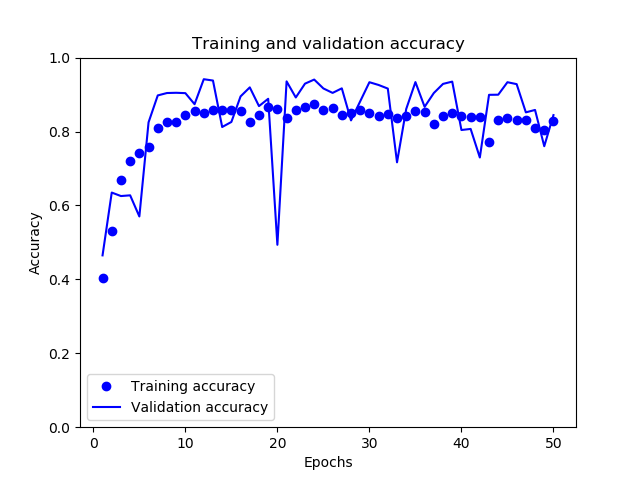 Training and validation accuracy
1.0
0.8
0.6
0.4
0.2
0.0
Accuracy
Training accuracy
Validation accuracy
0 10 20 30 40 50
Epochs